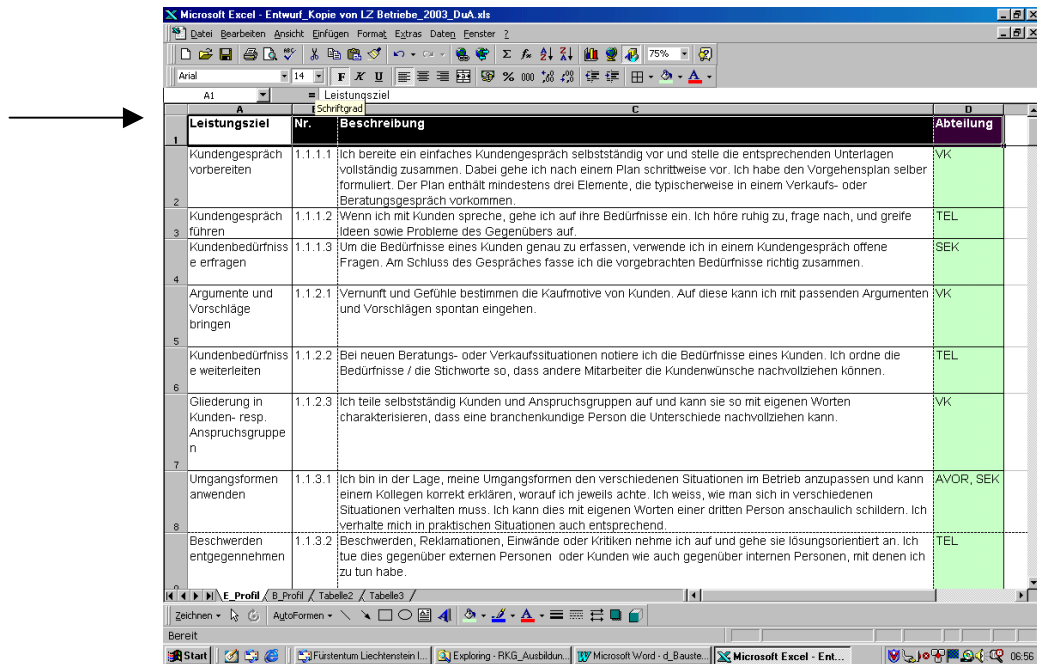 Microsoft Excel - Entwurf_Kopie von LZ Betriebe_2003_DuA.xls
Datei Bearbeiten Ansicht Einfügen Format Extras Daten Fenster ?
75%
Arial 14 F K U % 000
A1 = Leistungsziel
Schriftgrad
A C D
1 Leistungsziel Nr. Beschreibung Abteilung
Kundengespräch 1.1.1.1 Ich bereite ein einfaches Kundengespräch selbstständig vor und stelle die entsprechenden Unterlagen VK
vorbereiten vollständig zusammen. Dabei gehe ich nach einem Plan schrittweise vor. Ich habe den Vorgehensplan selber
formuliert. Der Plan enthält mindestens drei Elemente, die typischerweise in einem Verkaufs- oder
2 Beratungsgespräch vorkommen.
Kundengespräch 1.1.1.2 Wenn ich mit Kunden spreche, gehe ich auf ihre Bedürfnisse ein. Ich höre ruhig zu, frage nach, und greife TEL
3 führen Ideen sowie Probleme des Gegenübers auf.
Kundenbedürfniss 1.1.1.3 Um die Bedürfnisse eines Kunden genau zu erfassen, verwende ich in einem Kundengespräch offene SEK
e erfragen Fragen. Am Schluss des Gespräches fasse ich die vorgebrachten Bedürfnisse richtig zusammen.
4
Argumente und 1.1.2.1 Vernunft und Gefühle bestimmen die Kaufmotive von Kunden. Auf diese kann ich mit passenden Argumenten VK
Vorschläge und Vorschlägen spontan eingehen.
bringen
5
Kundenbedürfniss 1.1.2.2 Bei neuen Beratungs- oder Verkaufssituationen notiere ich die Bedürfnisse eines Kunden. Ich ordne die TEL
e weiterleiten Bedürfnisse / die Stichworte so, dass andere Mitarbeiter die Kundenwünsche nachvollziehen können.
6
Gliederung in 1.1.2.3 Ich teile selbstständig Kunden und Anspruchsgruppen auf und kann sie so mit eigenen Worten VK
Kunden- resp. charakterisieren, dass eine branchenkundige Person die Unterschiede nachvollziehen kann.
Anspruchsgruppe
n
7
Umgangsformen 1.1.3.1 Ich bin in der Lage, meine Umgangsformen den verschiedenen Situationen im Betrieb anzupassen und kann AVOR, SEK
anwenden einem Kollegen korrekt erklären, worauf ich jeweils achte. Ich weiss, wie man sich in verschiedenen
Situationen verhalten muss. Ich kann dies mit eigenen Worten einer dritten Person anschaulich schildern. Ich
8 verhalte mich in praktischen Situationen auch entsprechend.
Beschwerden 1.1.3.2 Beschwerden, Reklamationen, Einwände oder Kritiken nehme ich auf und gehe sie lösungsorientiert an. Ich TEL
entgegennehmen tue dies gegenüber externen Personen oder Kunden wie auch gegenüber internen Personen, mit denen ich
zu tun habe.
E_Profil B_Profil Tabelle2 Tabelle3
Zeichnen AutoFormen
Bereit
Start Fürstentum Liechtenstein I... Exploring - RKG_Ausbildun... Microsoft Word - d_Bauste... Microsoft Excel - Ent... 06:56